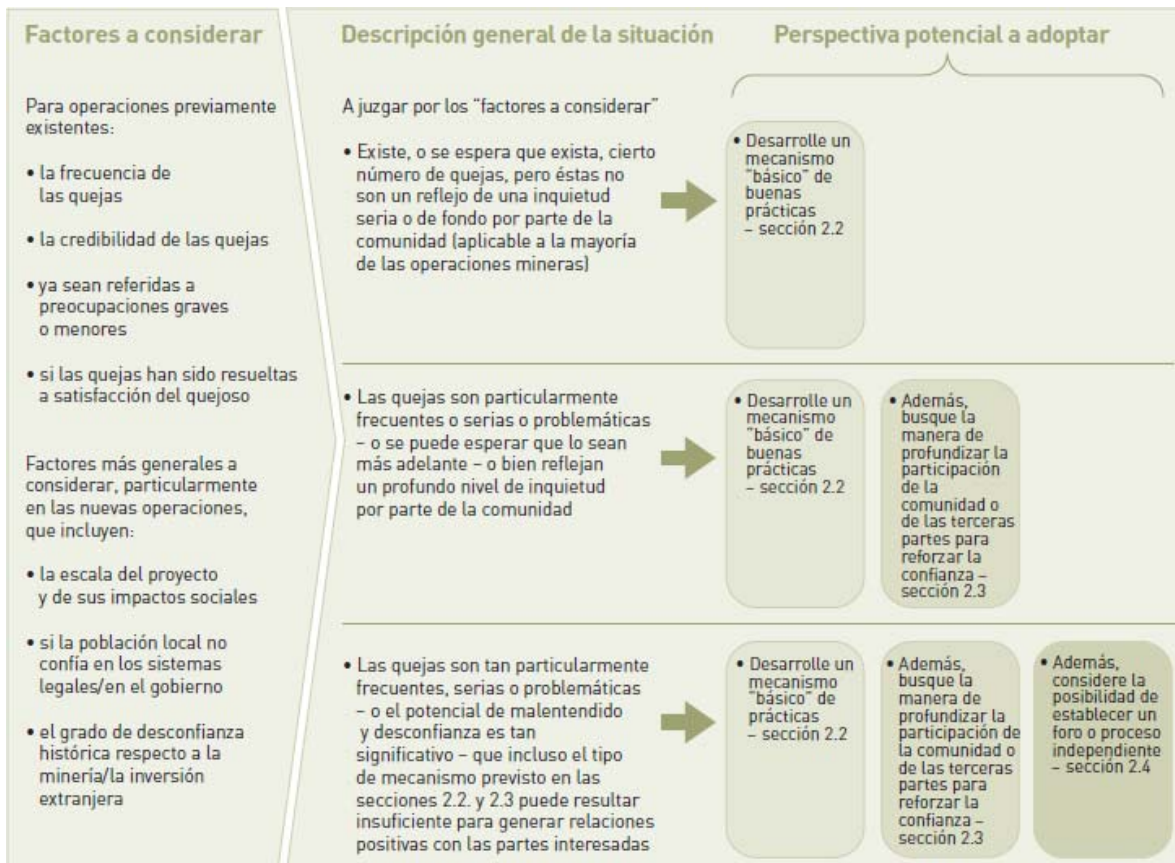 Factores a considerar
Para operaciones previamente
existentes:
• la frecuencia de
las quejas
• la credibilidad de las quejas
• ya sean referidas a
preocupaciones graves
o menores
• si las quejas han sido resueltas
a satisfacción del quejoso
Factores más generales a
considerar, particularmente
en las nuevas operaciones,
que incluyen:
• la escala del proyecto
y de sus impactos sociales
• si la población local no
confía en los sistemas
legales/en el gobierno
• el grado de desconfianza
histórica respecto a la
minería/la inversión
extranjera
Descripción general de la situación
Perspectiva potencial a adoptar
A juzgar por los "factores a considerar"
• Existe, o se espera que exista, cierto
número de quejas, pero éstas no
son un reflejo de una inquietud
seria o de fondo por parte de la
comunidad (aplicable a la mayoría
de las operaciones mineras)
• Desarrolle un
mecanismo
"básico" de
buenas
prácticas
– sección 2.2
• Las quejas son particularmente
frecuentes o serias o problemáticas
– o se puede esperar que lo sean
más adelante – o bien reflejan
un profundo nivel de inquietud
por parte de la comunidad
• Desarrolle un
mecanismo
"básico" de
buenas
prácticas
– sección 2.2
• Además,
busque la
manera de
profundizar la
participación
de la
comunidad o
de las terceras
partes para
reforzar la
confianza –
sección 2.3
• Las quejas son tan particularmente
frecuentes, serias o problemáticas
– o el potencial de malentendido
y desconfianza es tan
significativo – que incluso el tipo
de mecanismo previsto en las
secciones 2.2. y 2.3 puede resultar
insuficiente para generar relaciones
positivas con las partes interesadas
• Desarrolle un
mecanismo
"básico" de
prácticas
– sección 2.2
• Además,
busque la
manera de
profundizar la
participación de
la comunidad o
de las terceras
partes para
reforzar la
confianza –
sección 2.3
• Además,
considere la
posibilidad de
establecer un
foro o proceso
independiente
– sección 2.4